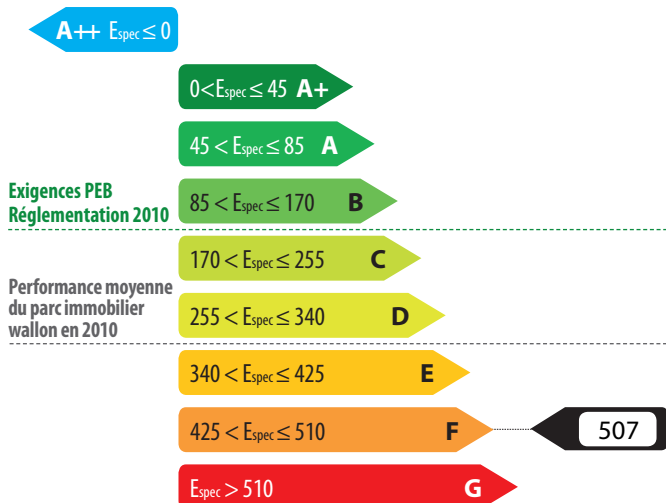 A++ Espec ≤ 0
0 < Espec ≤ 45 A+
45 < Espec ≤ 85 A
Exigences PEB
Réglementation 2010
85 < Espec ≤ 170 B
170 < Espec ≤ 255 C
Performance moyenne
du parc immobilier
wallon en 2010
255 < Espec ≤ 340 D
340 < Espec ≤ 425 E
425 < Espec ≤ 510 F 507
Espec > 510 G